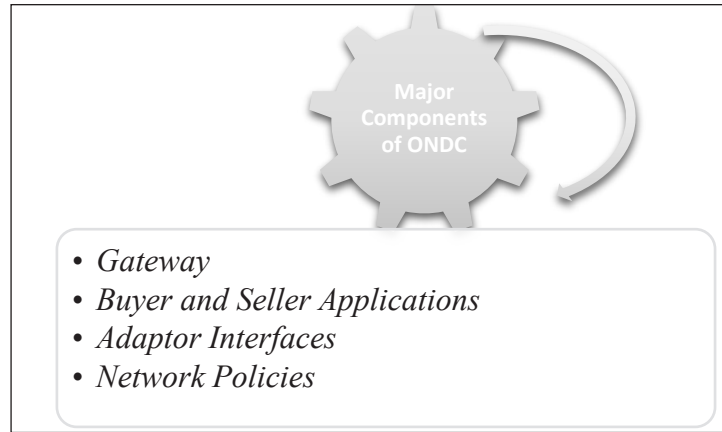 Major
Components
of ONDC
• Gateway
• Buyer and Seller Applications
• Adaptor Interfaces
• Network Policies